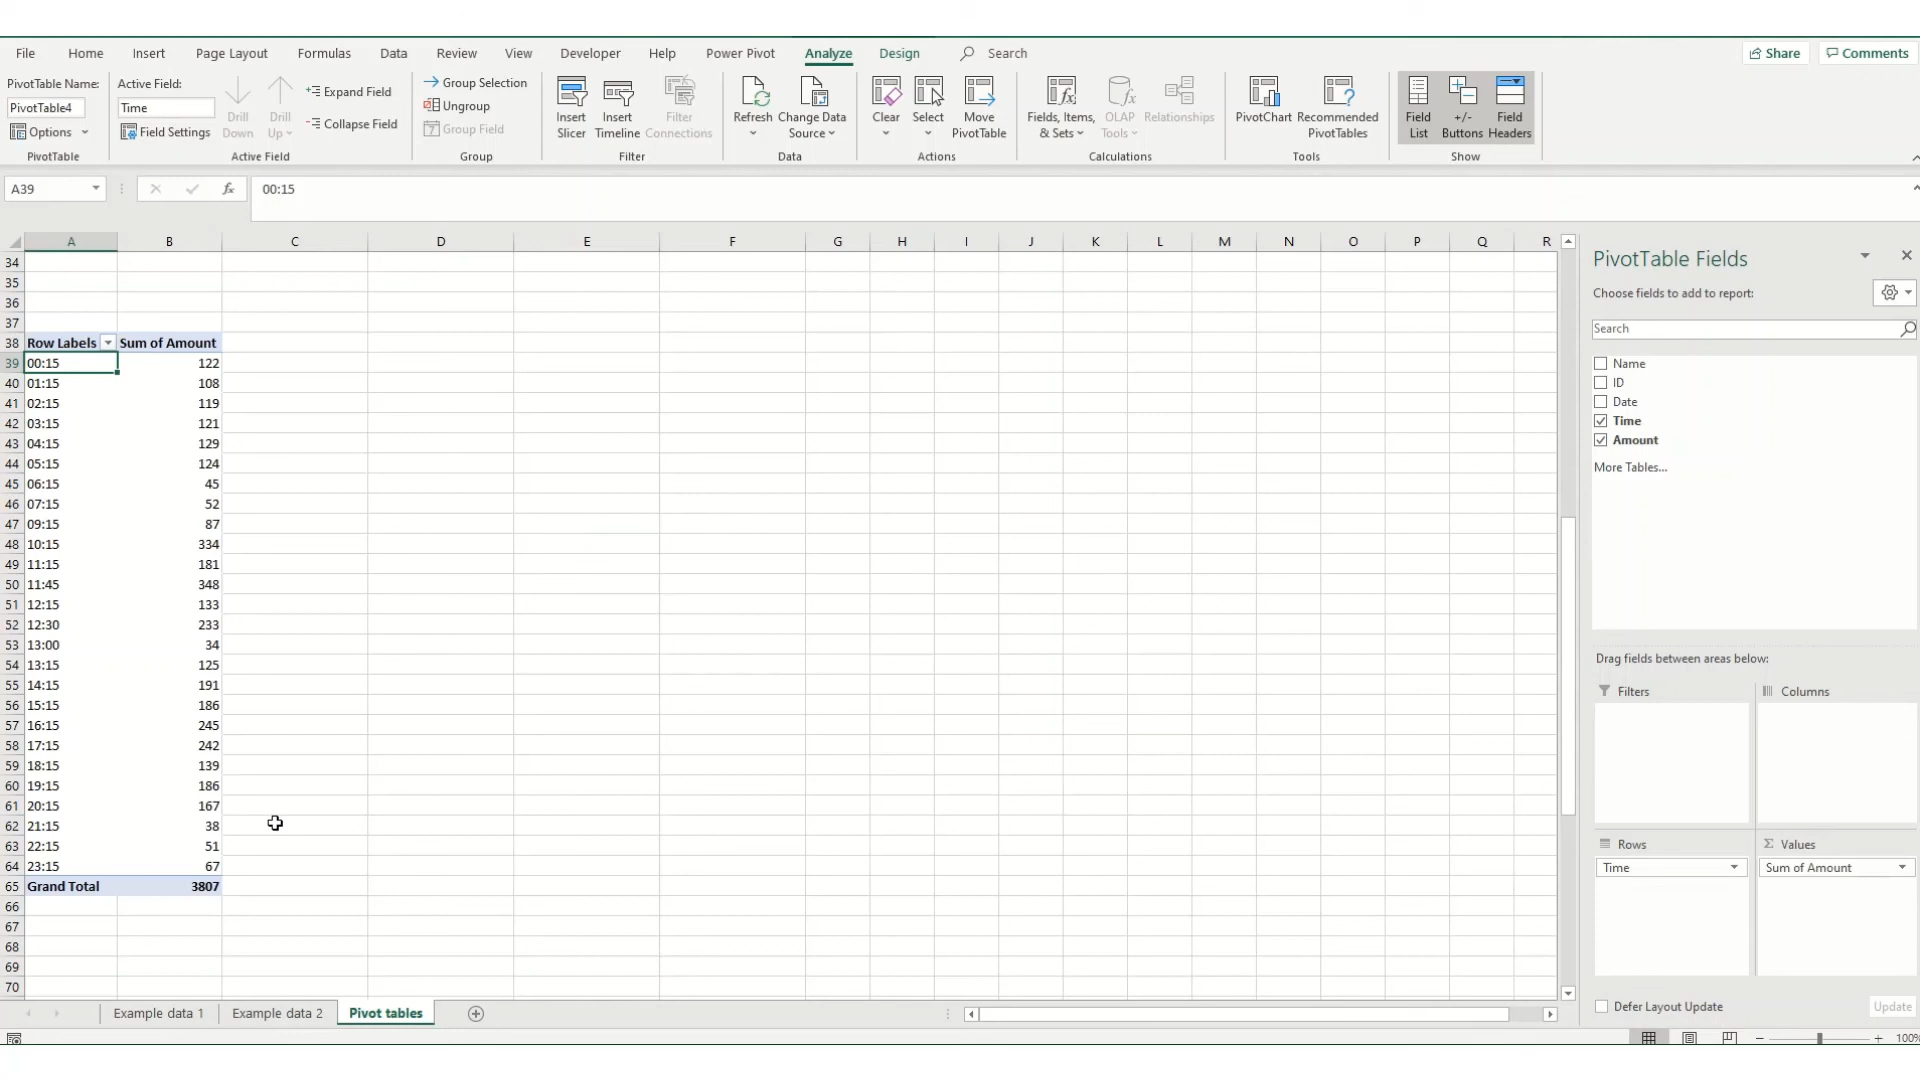 File Home Insert Page Layout Formulas Data Review View Developer Help Power Pivot Analyze Design Search Share Comments
PivotTable Name:
PivotTable4
Options
PivotTable
Active Field:
Time
Field Settings
Drill
Down
Drill
Up
Expand Field
Collapse Field
Active Field
Group Selection
Ungroup
Group Field
Group
Insert
Slicer
Insert
Timeline
Filter
Connections
Filter
Refresh
Change Data
Source
Data
Clear
Select
Move
PivotTable
Actions
Fields, Items,
& Sets
OLAP
Tools
Relationships
Calculations
PivotChart
Recommended
PivotTables
Tools
Field
List
+/-
Buttons
Field
Headers
Show
A39 fx 00:15
A B C D E F G H I J K L M N O P Q R
34
35
36
37
38 Row Labels Sum of Amount
39 00:15 122
40 01:15 108
41 02:15 119
42 03:15 121
43 04:15 129
44 05:15 124
45 06:15 45
46 07:15 52
47 09:15 87
48 10:15 334
49 11:15 181
50 11:45 348
51 12:15 133
52 12:30 233
53 13:00 34
54 13:15 125
55 14:15 191
56 15:15 186
57 16:15 245
58 17:15 242
59 18:15 139
60 19:15 186
61 20:15 167
62 21:15 38
63 22:15 51
64 23:15 67
65 Grand Total 3807
66
67
68
69
70
PivotTable Fields
Choose fields to add to report:
Search
Name
ID
Date
Time
Amount
More Tables...
Drag fields between areas below:
Filters
Columns
Rows
Time
Σ Values
Sum of Amount
Defer Layout Update Update
Example data 1 Example data 2 Pivot tables
100%